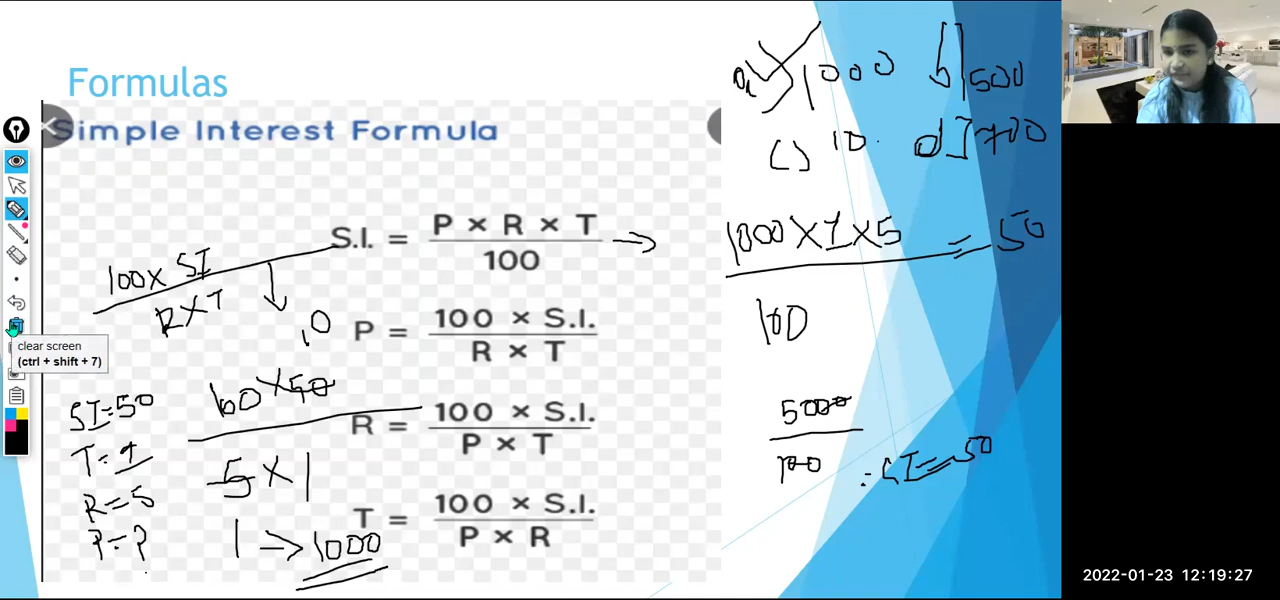 Formulas
Simple Interest Formula
S.I. = P × R × T
100
P = 100 × S.I.
R × T
R = 100 × S.I.
P × T
T = 100 × S.I.
P × R
100 x SI
R x T
SI = 50
R = 5
P = ?
100 x 50
5 x 1
1 → 1000
1000 b] 500
c) 10. d] 700
1000 x 1 x 5 = 50
100
5000
100
SI = 50
clear screen
(ctrl + shift + 7)
2022-01-23 12:19:27